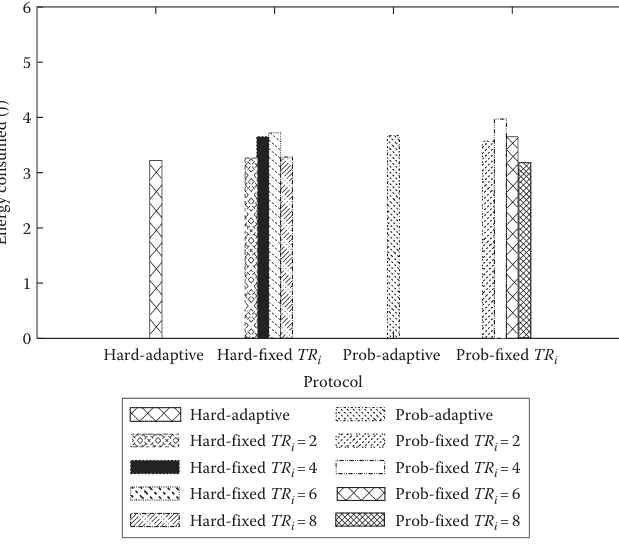 6
5
4
3
2
1
0
Energy consumed (J)
Hard-adaptive Hard-fixed TRi Prob-adaptive Prob-fixed TRi
Protocol
Hard-adaptive Prob-adaptive
Hard-fixed TRi = 2 Prob-fixed TRi = 2
Hard-fixed TRi = 4 Prob-fixed TRi = 4
Hard-fixed TRi = 6 Prob-fixed TRi = 6
Hard-fixed TRi = 8 Prob-fixed TRi = 8